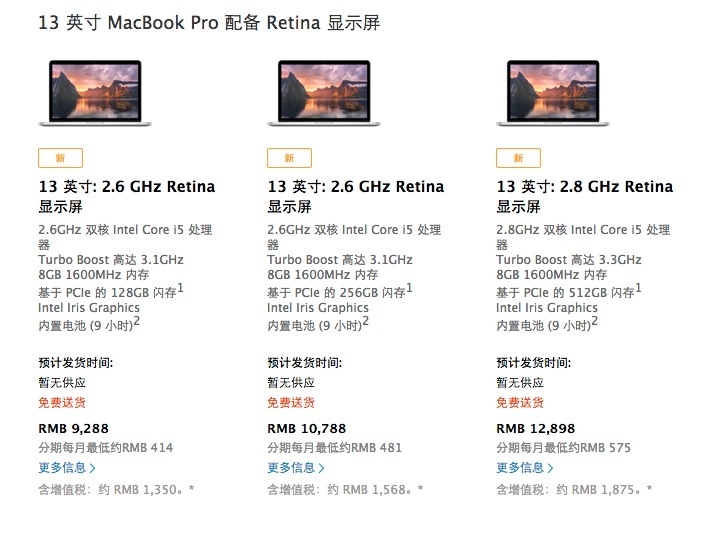 13 英寸 MacBook Pro 配备 Retina 显示屏
新
13 英寸: 2.6 GHz Retina
显示屏
2.6GHz 双核 Intel Core i5 处理
器
Turbo Boost 高达 3.1GHz
8GB 1600MHz 内存
基于 PCIe 的 128GB 闪存1
Intel Iris Graphics
内置电池 (9 小时)2
预计发货时间:
暂无供应
免费送货
RMB 9,288
分期每月最低约RMB 414
更多信息 >
含增值税：约 RMB 1,350。*
新
13 英寸: 2.6 GHz Retina
显示屏
2.6GHz 双核 Intel Core i5 处理
器
Turbo Boost 高达 3.1GHz
8GB 1600MHz 内存
基于 PCIe 的 256GB 闪存1
Intel Iris Graphics
内置电池 (9 小时)2
预计发货时间:
暂无供应
免费送货
RMB 10,788
分期每月最低约RMB 481
更多信息 >
含增值税：约 RMB 1,568。*
新
13 英寸: 2.8 GHz Retina
显示屏
2.8GHz 双核 Intel Core i5 处理
器
Turbo Boost 高达 3.3GHz
8GB 1600MHz 内存
基于 PCIe 的 512GB 闪存1
Intel Iris Graphics
内置电池 (9 小时)2
预计发货时间:
暂无供应
免费送货
RMB 12,898
分期每月最低约RMB 575
更多信息 >
含增值税：约 RMB 1,875。*